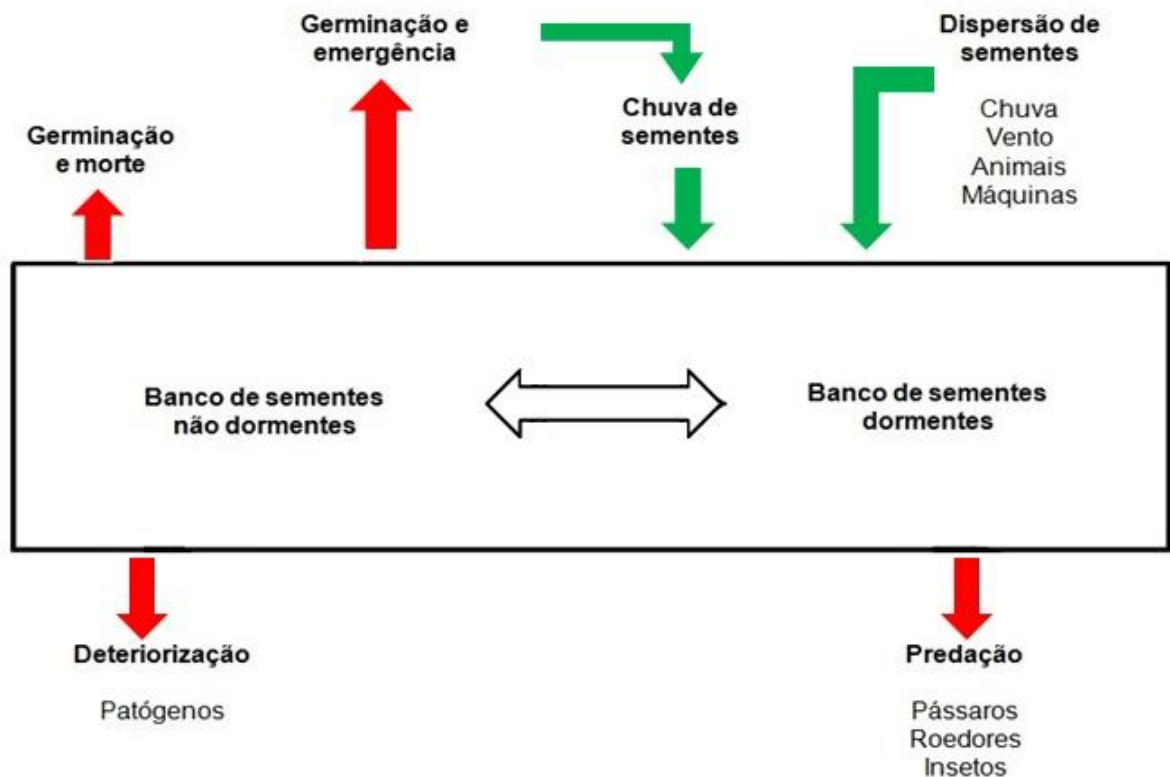 Germinação e
emergência
Dispersão de
sementes
Chuva
Vento
Animais
Máquinas
Chuva de
sementes
Germinação
e morte
Banco de sementes
não dormentes
Banco de sementes
dormentes
Deteriorização
Patógenos
Predação
Pássaros
Roedores
Insetos